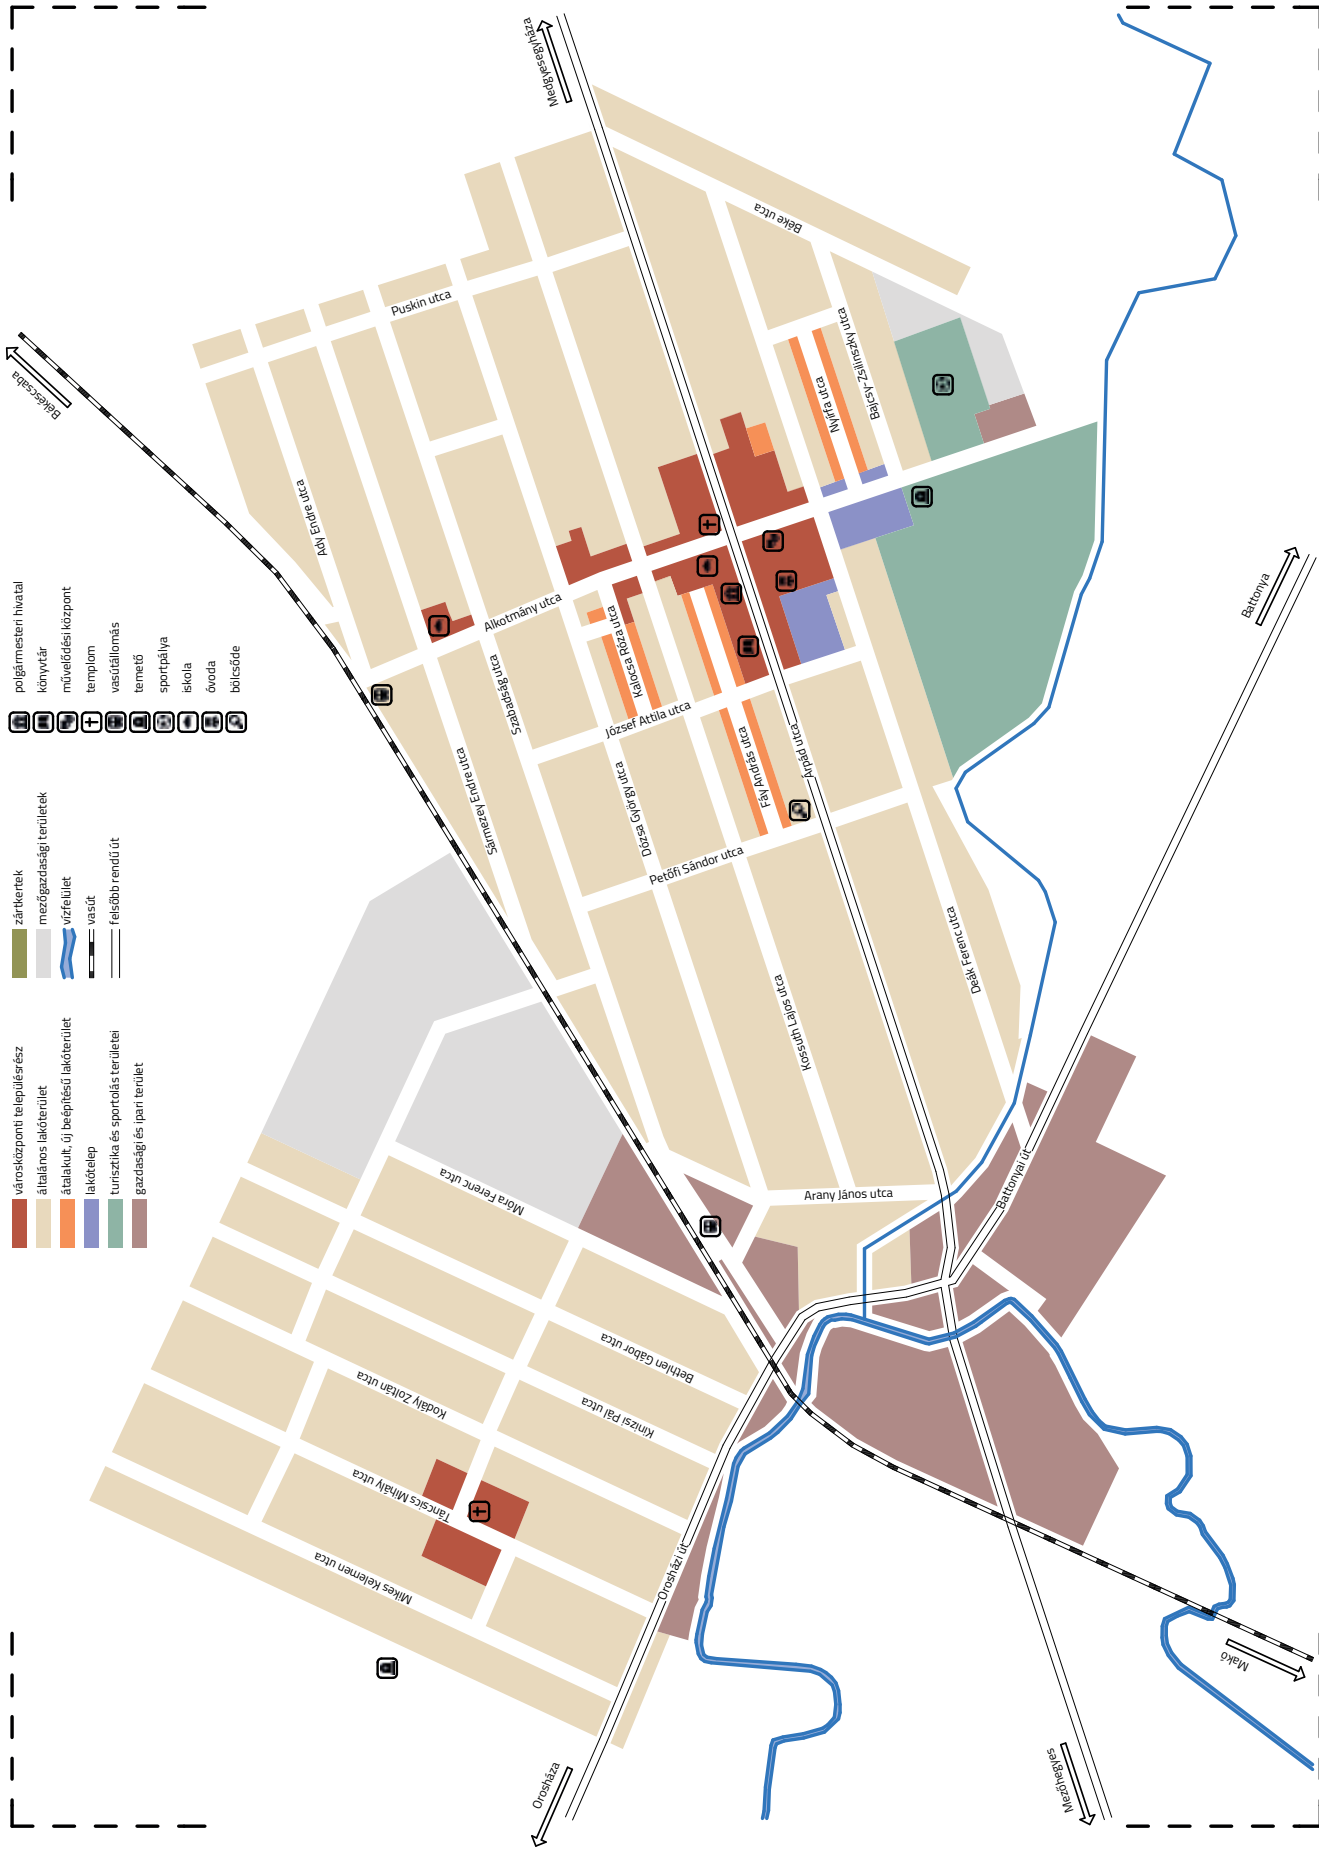 Medgyesegyháza
Békéscsaba
Béke utca
Puskin utca
Bajcsy-Zsilinszky utca
Nyírfa utca
Ady Endre utca
Alkotmány utca
Kalocsa Róza utca
Szabadság utca
József Attila utca
Sármezey Endre utca
Dózsa György utca
Fáy András utca
Árpád utca
Petőfi Sándor utca
Deák Ferenc utca
Kossuth Lajos utca
Arany János utca
Battonyai út
Battonya
Móra Ferenc utca
Bethlen Gábor utca
Kinizsi Pál utca
Kodály Zoltán utca
Táncsics Mihály utca
Mikes Kelemen utca
Orosházi út
Orosháza
Mezőhegyes
Makó
városközponti településrész
általános lakóterület
átalakult, új beépítésű lakóterület
lakótelep
turisztika és sportolás területei
gazdasági és ipari terület
zártkertek
mezőgazdasági területek
vízfelület
vasút
felsőbb rendű út
polgármesteri hivatal
könyvtár
művelődési központ
templom
vasútállomás
temető
sportpálya
iskola
óvoda
bölcsőde